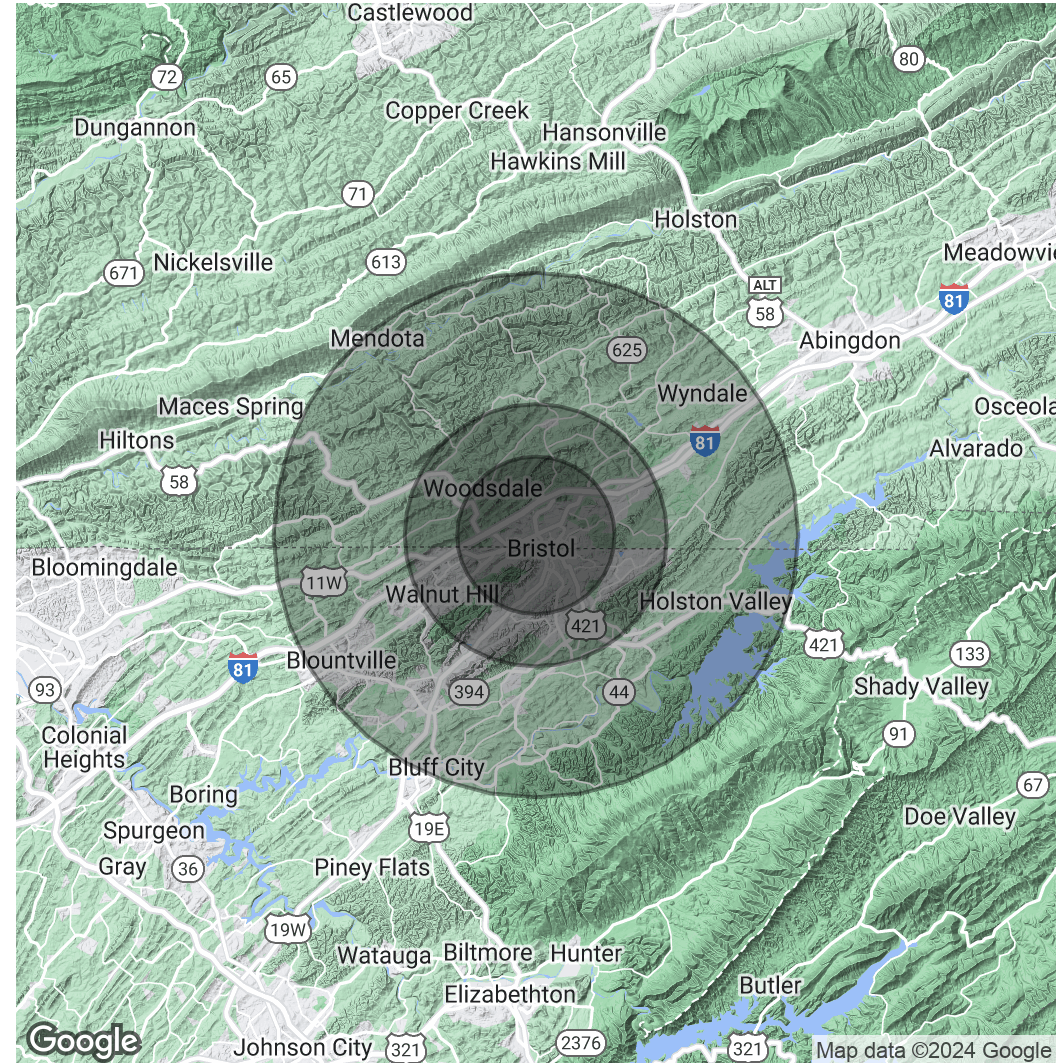 Castlewood
72
65
80
Copper Creek
Dungannon
Hansonville
Hawkins Mill
71
Holston
Nickelsville
613
671
Meadowvie
ALT
58
81
Mendota
625
Abingdon
Wyndale
Maces Spring
Osceola
Hiltons
81
Alvarado
58
Woodsdale
Bristol
Bloomingdale
11W
Walnut Hill
Holston Valley
421
421
133
Blountville
81
93
394
44
Shady Valley
Colonial
Heights
91
Bluff City
67
Boring
Spurgeon
19E
Doe Valley
Gray
36
Piney Flats
19W
Watauga
Biltmore
Hunter
Elizabethton
Butler
Google
Johnson City
321
2376
321
Map data ©2024 Google